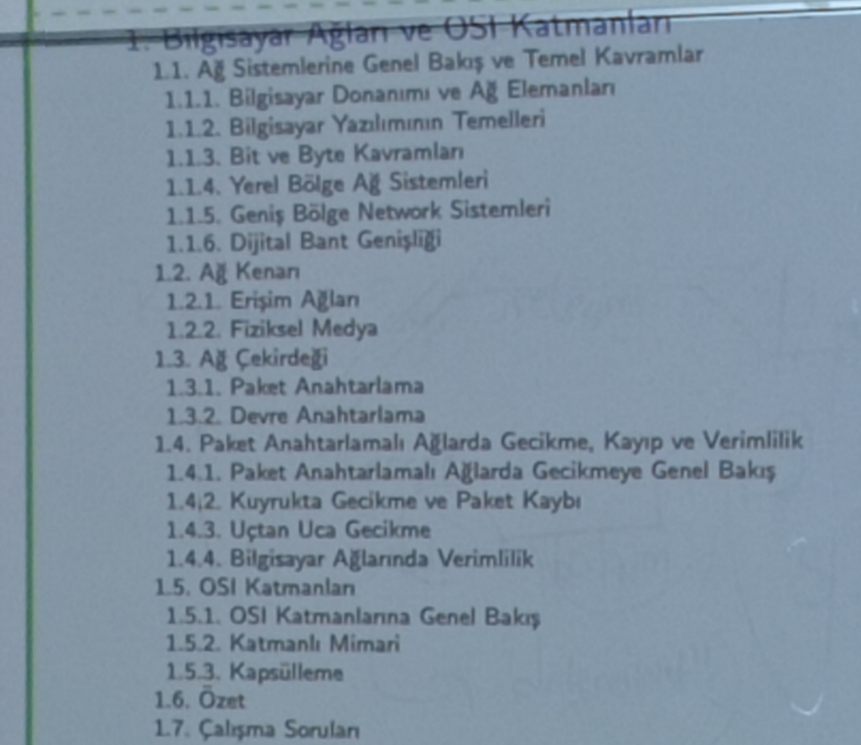 1. Bilgisayar Ağları ve OSI Katmanları
1.1. Ağ Sistemlerine Genel Bakış ve Temel Kavramlar
1.1.1. Bilgisayar Donanımı ve Ağ Elemanları
1.1.2. Bilgisayar Yazılımının Temelleri
1.1.3. Bit ve Byte Kavramları
1.1.4. Yerel Bölge Ağ Sistemleri
1.1.5. Geniş Bölge Network Sistemleri
1.1.6. Dijital Bant Genişliği
1.2. Ağ Kenarı
1.2.1. Erişim Ağları
1.2.2. Fiziksel Medya
1.3. Ağ Çekirdeği
1.3.1. Paket Anahtarlama
1.3.2. Devre Anahtarlama
1.4. Paket Anahtarlamalı Ağlarda Gecikme, Kayıp ve Verimlilik
1.4.1. Paket Anahtarlamalı Ağlarda Gecikmeye Genel Bakış
1.4.2. Kuyrukta Gecikme ve Paket Kaybı
1.4.3. Uçtan Uca Gecikme
1.4.4. Bilgisayar Ağlarında Verimlilik
1.5. OSI Katmanları
1.5.1. OSI Katmanlarına Genel Bakış
1.5.2. Katmanlı Mimari
1.5.3. Kapsülleme
1.6. Özet
1.7. Çalışma Soruları